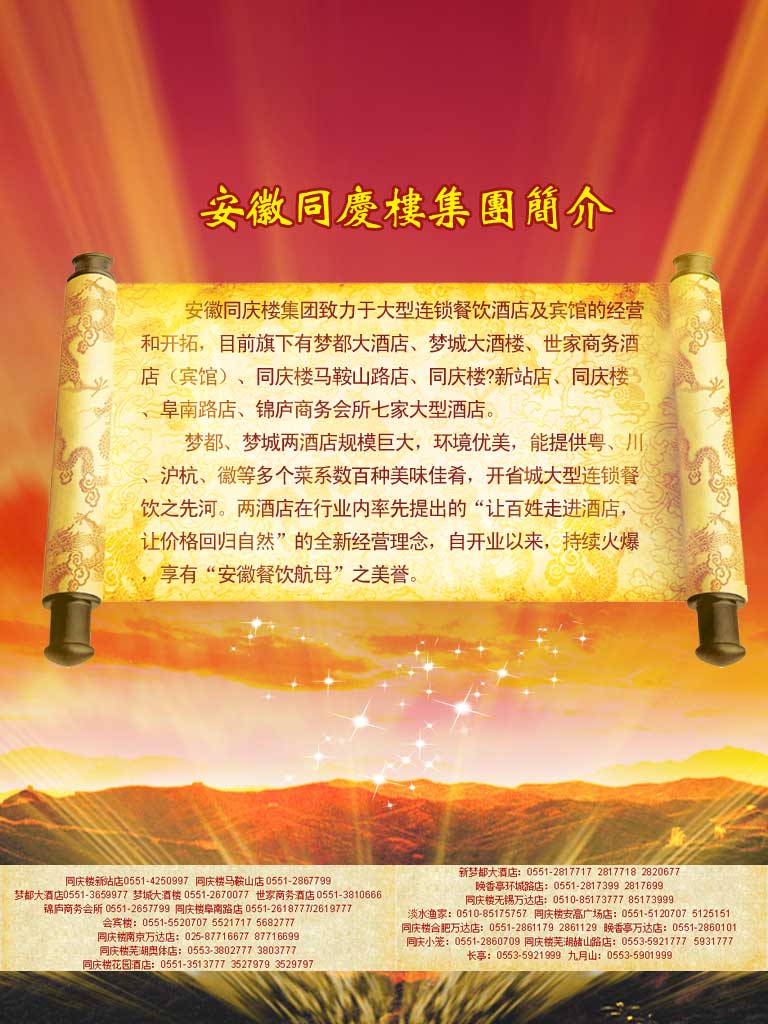 安徽同慶樓集團簡介
安徽同庆楼集团致力于大型连锁餐饮酒店及宾馆的经营
和开拓，目前旗下有梦都大酒店、梦城大酒楼、世家商务酒
店（宾馆）、同庆楼马鞍山路店、同庆楼?新站店、同庆楼
、阜南路店、锦庐商务会所七家大型酒店。
梦都、梦城两酒店规模巨大，环境优美，能提供粤、川
、沪杭、徽等多个菜系数百种美味佳肴，开省城大型连锁餐
饮之先河。两酒店在行业内率先提出的“让百姓走进酒店，
让价格回归自然”的全新经营理念，自开业以来，持续火爆
，享有“安徽餐饮航母”之美誉。
同庆楼新站店0551-4250997 同庆楼马鞍山店 0551-2867799
梦都大酒店0551-3659977 梦城大酒楼 0551-2670077 世家商务酒店 0551-3810666
锦庐商务会所 0551-2657799 同庆楼阜南路店 0551-2618777/2619777
会宾楼：0551-5520707 5521717 5682777
同庆楼南京万达店：025-87716677 87716699
同庆楼芜湖奥体店：0553-3802777 3803777
同庆楼花园酒店：0551-3513777 3527979 3529797
新梦都大酒店：0551-2817717 2817718 2820677
晚香亭环城路店：0551-2817399 2817699
同庆楼无锡万达店：0510-85173777 85173999
淡水渔家：0510-85175757 同庆楼安高广场店：0551-5120707 5125151
同庆楼合肥万达店：0551-2861179 2861129 晚香亭万达店：0551-2860101
同庆小笼：0551-2860709 同庆楼芜湖赭山路店：0553-5921777 5931777
长亭：0553-5921999 九月山：0553-5901999